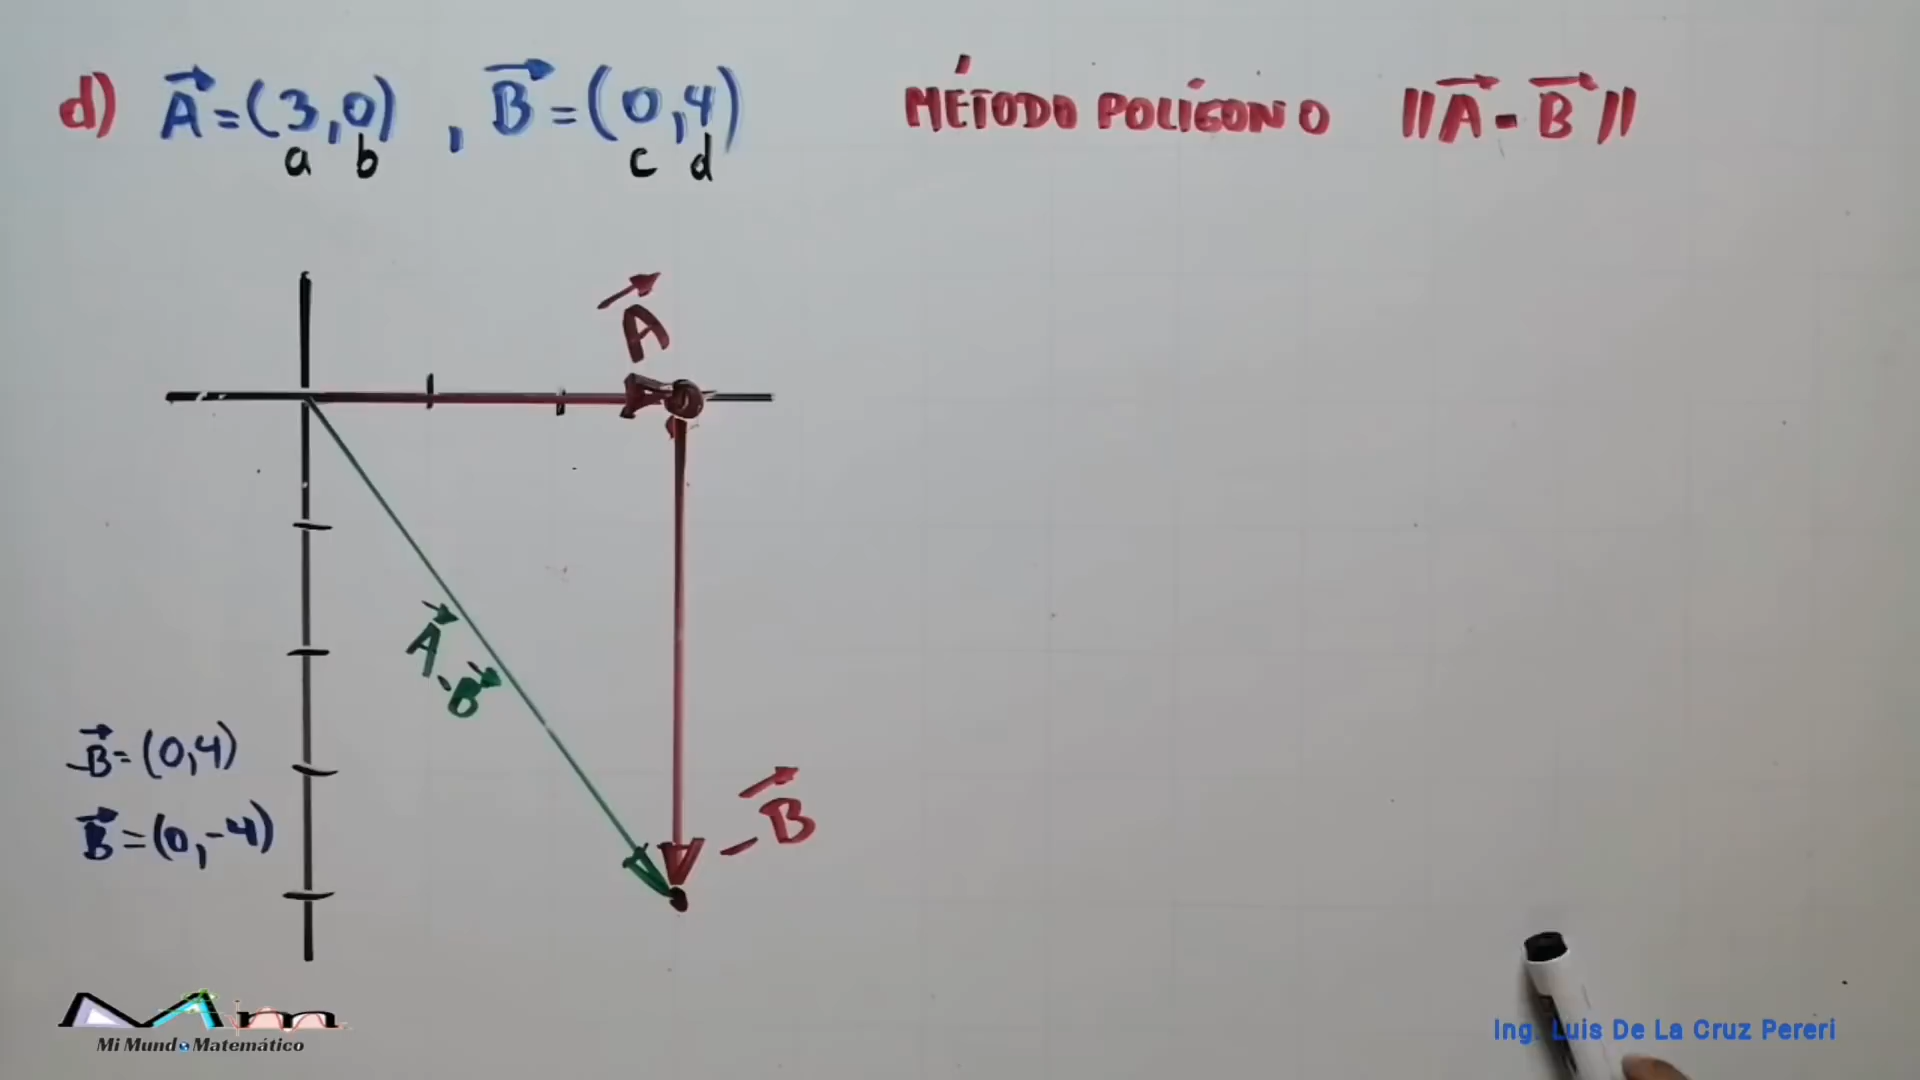 d) A = (3,0) , B = (0,4) MÉTODO POLÍGONO ||A - B||
a b c d
A
A - B
-B = (0,4)
-B
B = (0,-4)
Mim
Mi Mundo Matemático
Ing. Luis De La Cruz Pereri